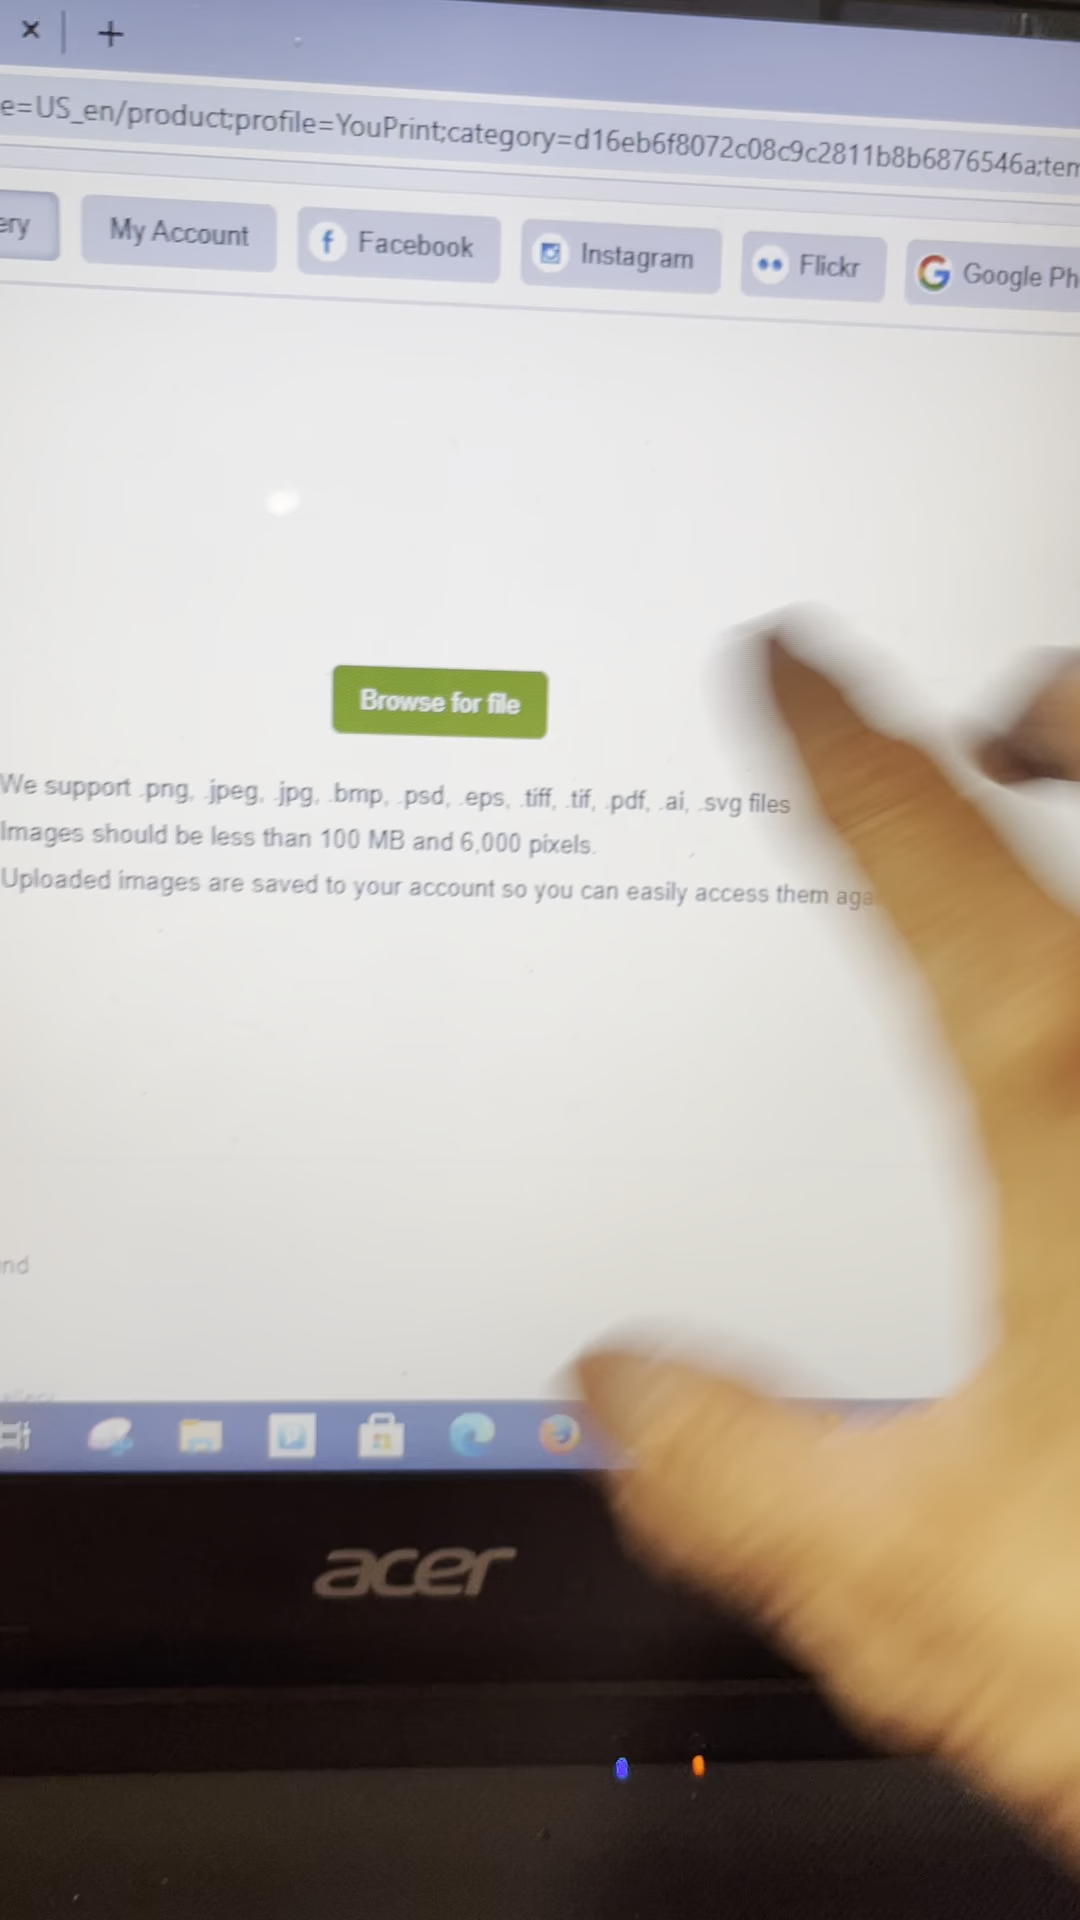 e=US_en/product;profile=YouPrint;category=d16eb6f8072c08c9c2811b8b6876546a;tem
ery My Account Facebook Instagram Flickr Google Ph
Browse for file
We support .png, .jpeg, .jpg, .bmp, .psd, .eps, .tiff, .tif, .pdf, .ai, .svg files
Images should be less than 100 MB and 6,000 pixels.
Uploaded images are saved to your account so you can easily access them aga
nd
acer